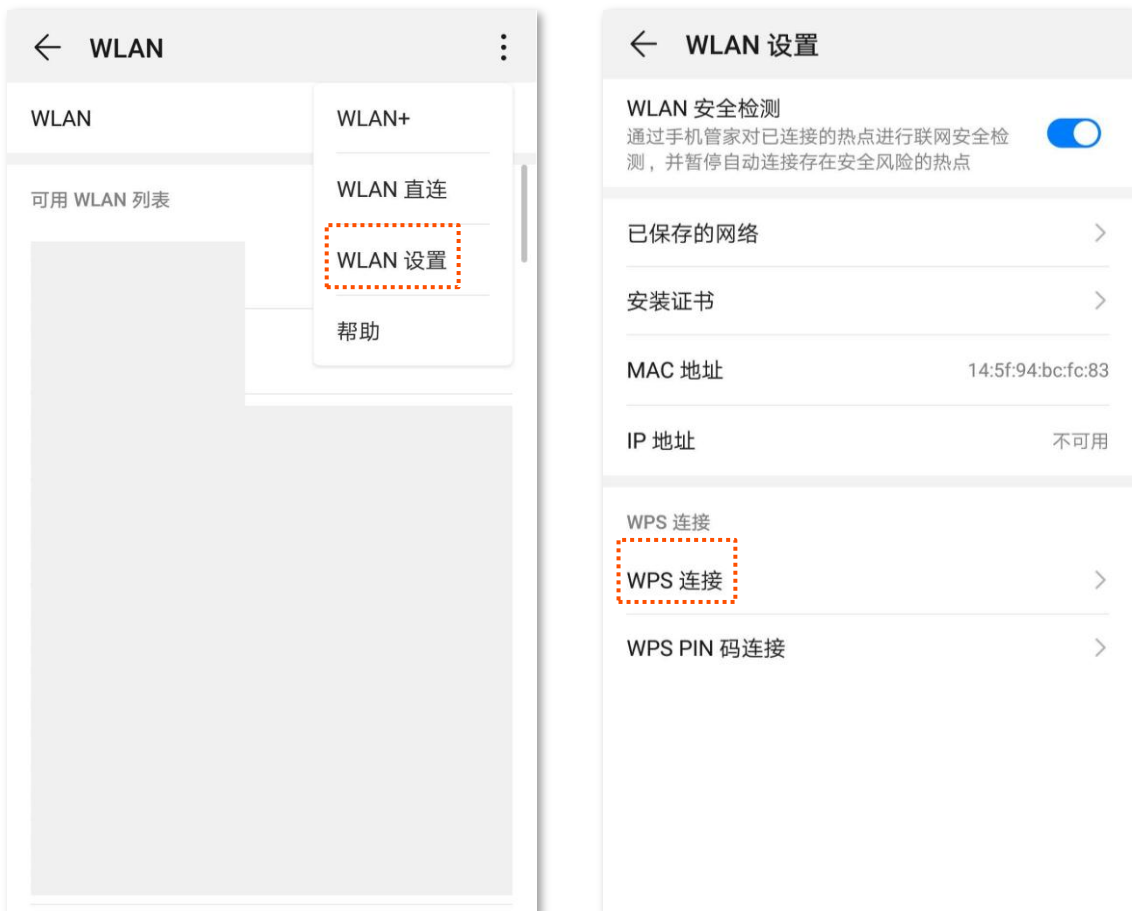 WLAN
WLAN
WLAN+
WLAN 直连
可用 WLAN 列表
WLAN 设置
帮助
WLAN 设置
WLAN 安全检测
通过手机管家对已连接的热点进行联网安全检
测，并暂停自动连接存在安全风险的热点
已保存的网络
安装证书
MAC 地址 14:5f:94:bc:fc:83
IP 地址 不可用
WPS 连接
WPS 连接
WPS PIN 码连接